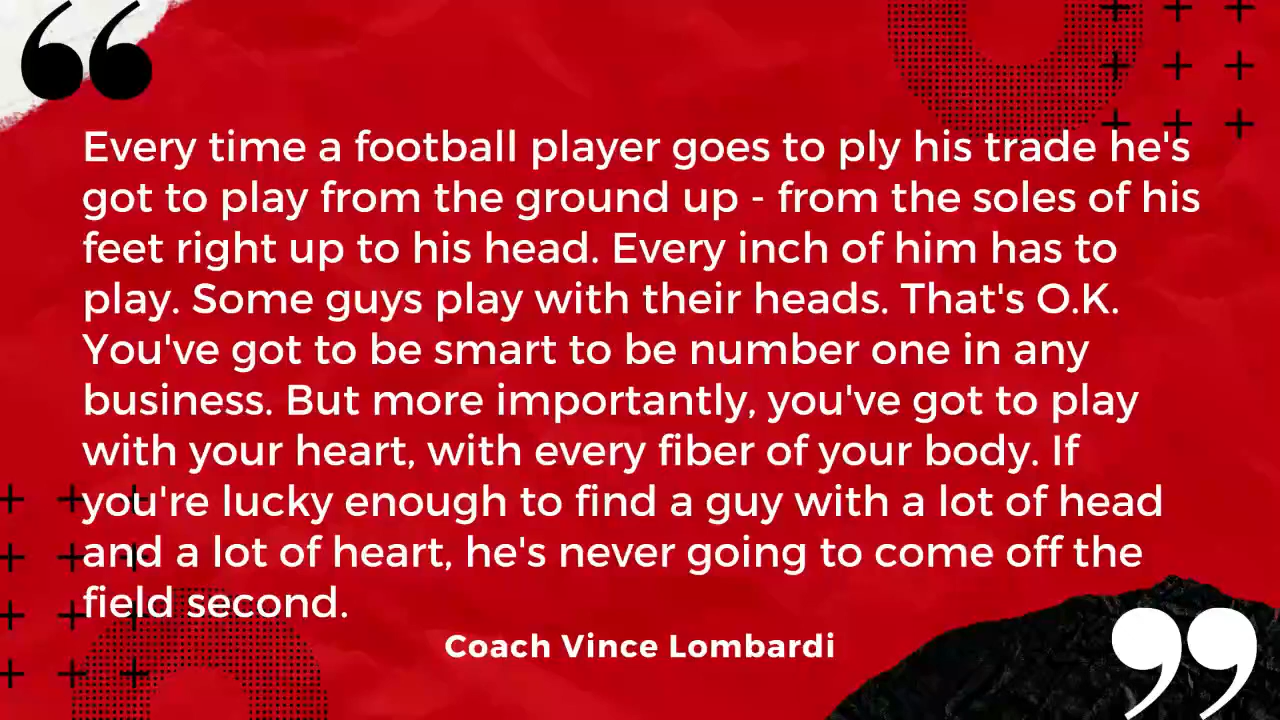 Every time a football player goes to ply his trade he's
got to play from the ground up - from the soles of his
feet right up to his head. Every inch of him has to
play. Some guys play with their heads. That's O.K.
You've got to be smart to be number one in any
business. But more importantly, you've got to play
with your heart, with every fiber of your body. If
you're lucky enough to find a guy with a lot of head
and a lot of heart, he's never going to come off the
field second.
Coach Vince Lombardi